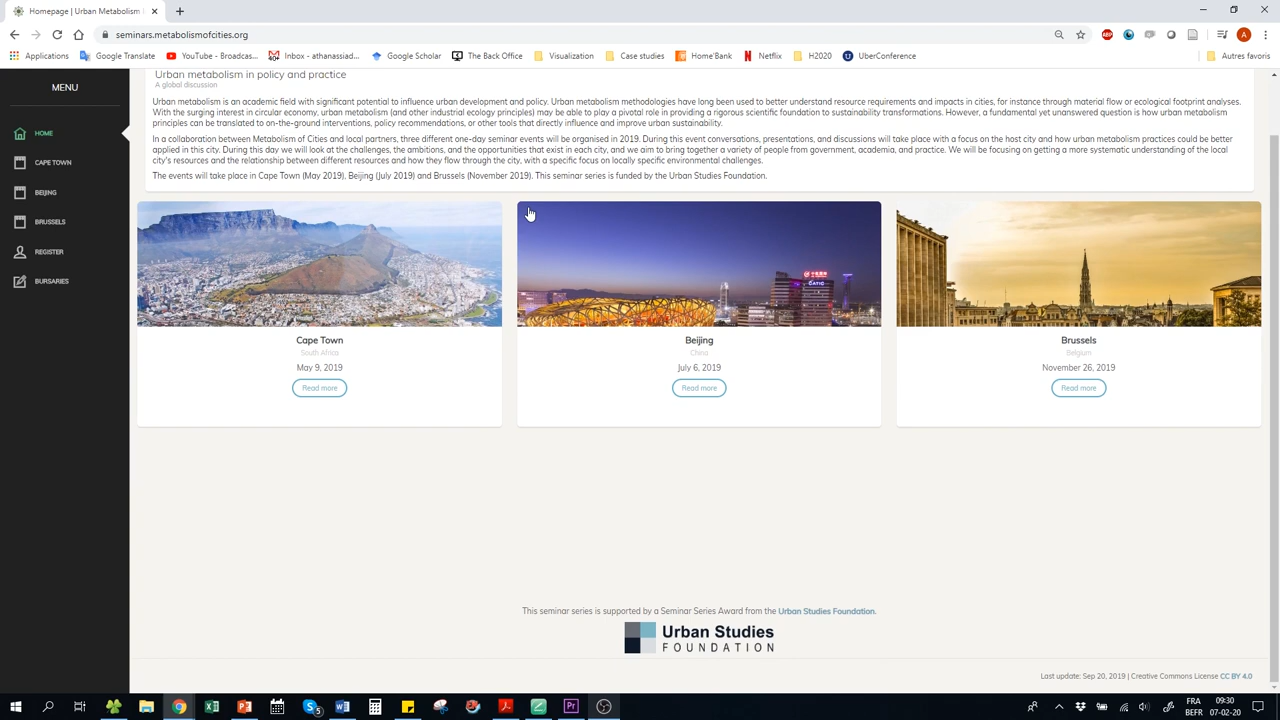 Homepage | Urban Metabolism
seminars.metabolismofcities.org
Applications Google Translate YouTube - Broadcas... Inbox - athanassiad... Google Scholar The Back Office Visualization Case studies Home'Bank Netflix H2020 UberConference Autres favoris
MENU
HOME
CAPE TOWN
BEIJING
BRUSSELS
REGISTER
BURSARIES
Urban metabolism in policy and practice
A global discussion
Urban metabolism is an academic field with significant potential to influence urban development and policy. Urban metabolism methodologies have long been used to better understand resource requirements and impacts in cities, for instance through material flow or ecological footprint analyses.
With the surging interest in circular economy, urban metabolism (and other industrial ecology principles) may be able to play a pivotal role in providing a rigorous scientific foundation to sustainability transformations. However, a fundamental yet unanswered question is how urban metabolism
principles can be translated to on-the-ground interventions, policy recommendations, or other tools that directly influence and improve urban sustainability.
In a collaboration between Metabolism of Cities and local partners, three different one-day seminar events will be organised in 2019. During this event conversations, presentations, and discussions will take place with a focus on the host city and how urban metabolism practices could be better
applied in this city. During this day we will look at the challenges, the ambitions, and the opportunities that exist in each city, and we aim to bring together a variety of people from government, academia, and practice. We will be focusing on getting a more systematic understanding of the local
city's resources and the relationship between different resources and how they flow through the city, with a specific focus on locally specific environmental challenges.
The events will take place in Cape Town (May 2019), Beijing (July 2019) and Brussels (November 2019). This seminar series is funded by the Urban Studies Foundation.
CATIC
Cape Town
South Africa
May 9, 2019
Read more
Beijing
China
July 6, 2019
Read more
Brussels
Belgium
November 26, 2019
Read more
This seminar series is supported by a Seminar Series Award from the Urban Studies Foundation.
Urban Studies
FOUNDATION
Last update: Sep 20, 2019 | Creative Commons License CC BY 4.0
FRA 09:30
BEFR 07-02-20